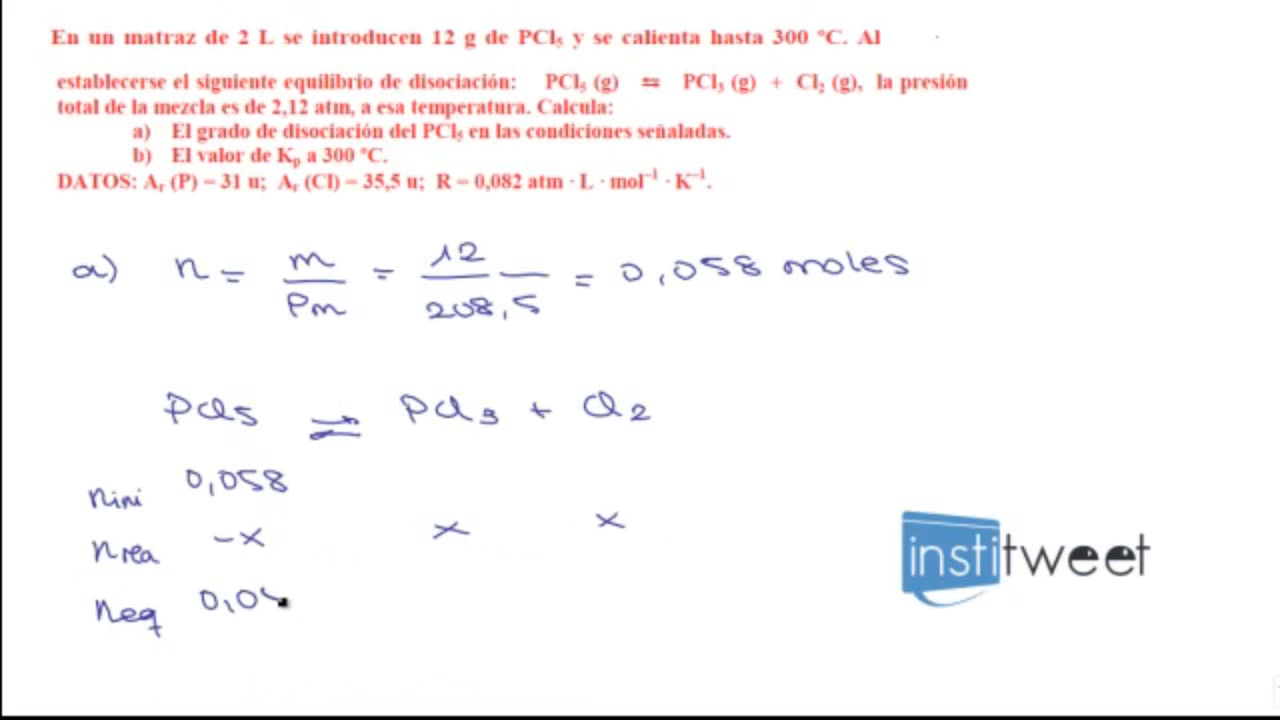 En un matraz de 2 L se introducen 12 g de PCl₅ y se calienta hasta 300 ºC. Al
establecerse el siguiente equilibrio de disociación: PCl₅ (g) ⇆ PCl₃ (g) + Cl₂ (g), la presión
total de la mezcla es de 2,12 atm, a esa temperatura. Calcula:
a) El grado de disociación del PCl₅ en las condiciones señaladas.
b) El valor de Kₚ a 300 ºC.
DATOS: Aᵣ (P) = 31 u; Aᵣ (Cl) = 35,5 u; R = 0,082 atm · L · mol⁻¹ · K⁻¹.
a) n = m / Pm = 12 / 208,5 = 0,058 moles
PCl5 ⇌ PCl3 + Cl2
nini 0,058
nrea -x x x
neq 0,0
institweet